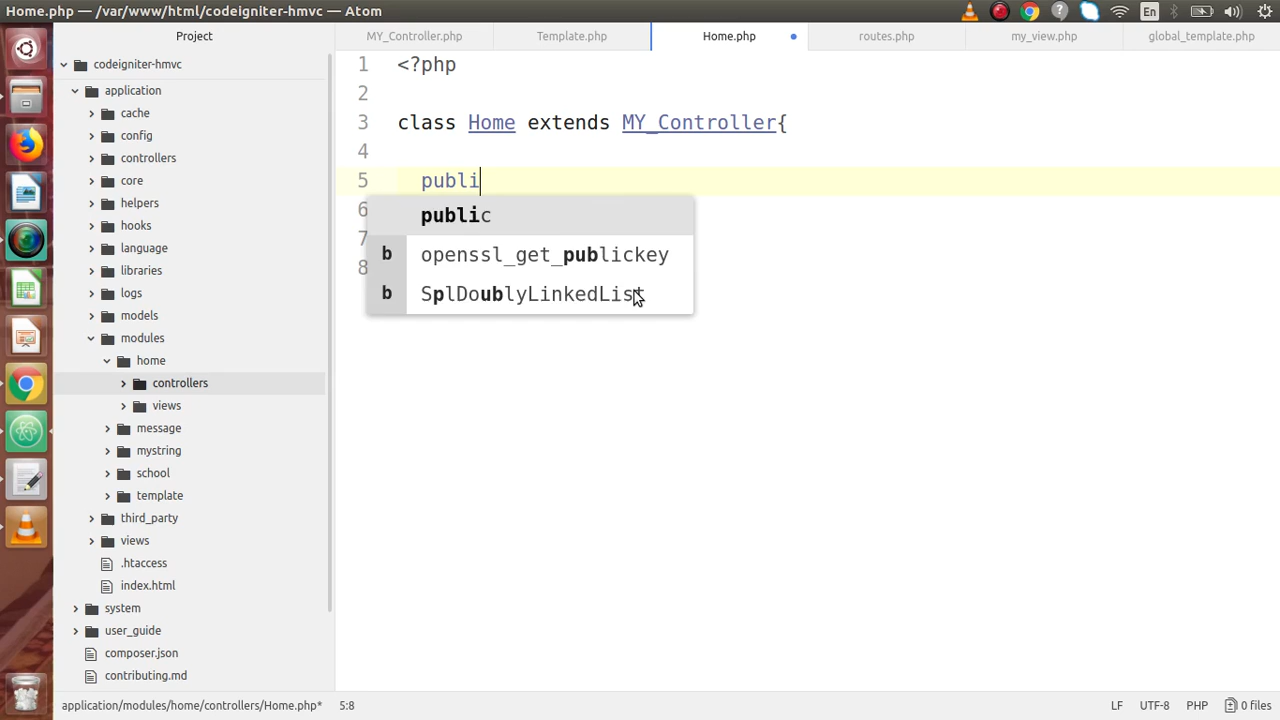 Home.php — /var/www/html/codeigniter-hmvc — Atom
En
Project
MY_Controller.php
Template.php
Home.php
routes.php
my_view.php
global_template.php
codeigniter-hmvc
application
cache
config
controllers
core
helpers
hooks
language
libraries
logs
models
modules
home
controllers
views
message
mystring
school
template
third_party
views
.htaccess
index.html
system
user_guide
composer.json
contributing.md
1 <?php
2
3 class Home extends MY_Controller{
4
5 publi
6
7
8
public
b openssl_get_publickey
b SplDoublyLinkedList
application/modules/home/controllers/Home.php* 5:8
LF UTF-8 PHP 0 files